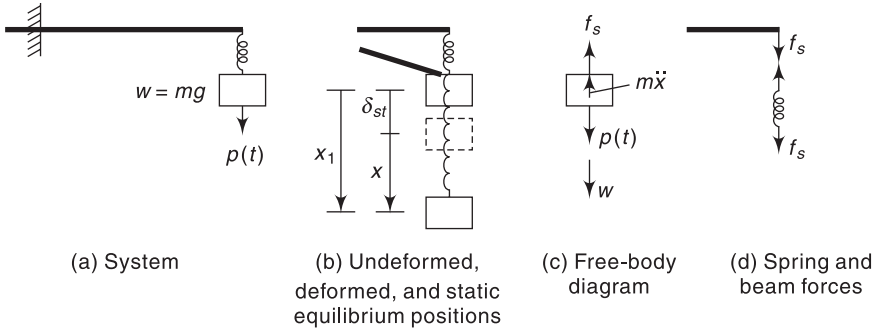 w = mg
p(t)
(a) System
δst
x1
x
(b) Undeformed,
deformed, and static
equilibrium positions
fs
mẍ
p(t)
w
(c) Free-body
diagram
fs
fs
(d) Spring and
beam forces